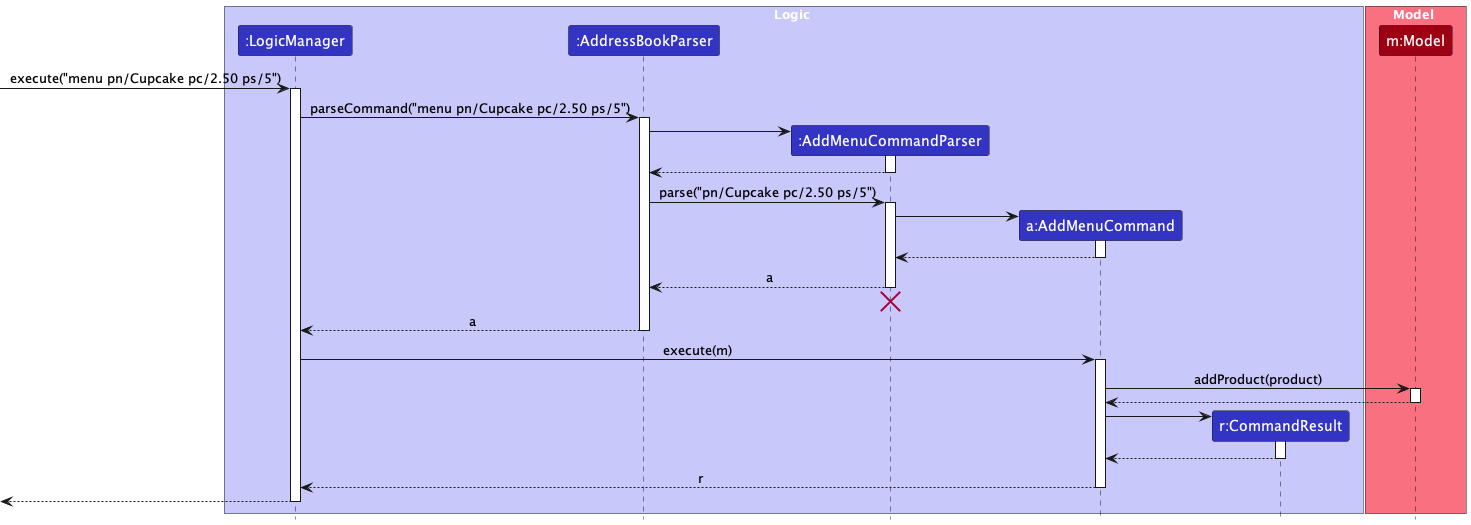 Logic
Model
:LogicManager
:AddressBookParser
m:Model
execute("menu pn/Cupcake pc/2.50 ps/5")
parseCommand("menu pn/Cupcake pc/2.50 ps/5")
:AddMenuCommandParser
parse("pn/Cupcake pc/2.50 ps/5")
a:AddMenuCommand
a
a
execute(m)
addProduct(product)
r:CommandResult
r